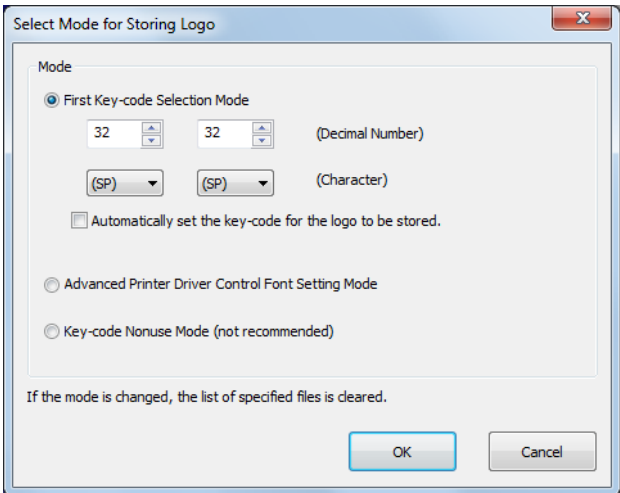 Select Mode for Storing Logo
Mode
First Key-code Selection Mode
32 32 (Decimal Number)
(SP) (SP) (Character)
Automatically set the key-code for the logo to be stored.
Advanced Printer Driver Control Font Setting Mode
Key-code Nonuse Mode (not recommended)
If the mode is changed, the list of specified files is cleared.
OK Cancel